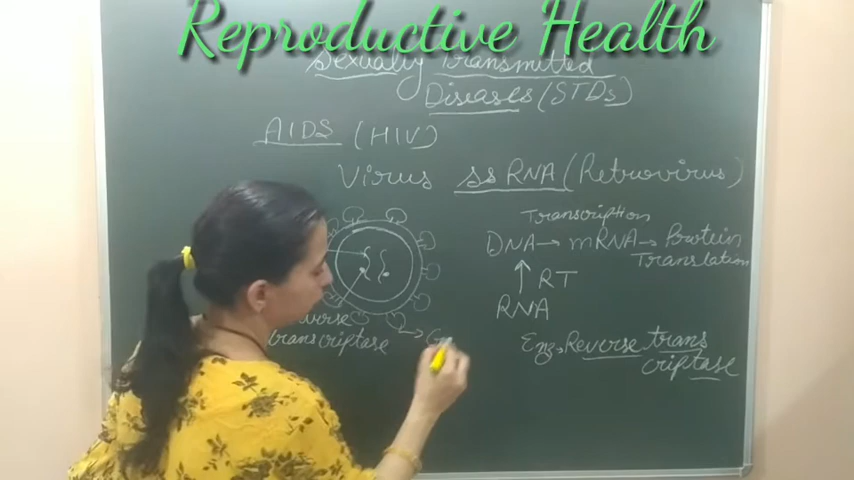 Reproductive Health
Sexually Transmitted
Diseases (STDs)
AIDS (HIV)
Virus ss RNA (Retrovirus)
Transcription
DNA → mRNA → Protein
Translation
↑ RT
RNA
transcriptase
Enz→ Reverse trans
criptase